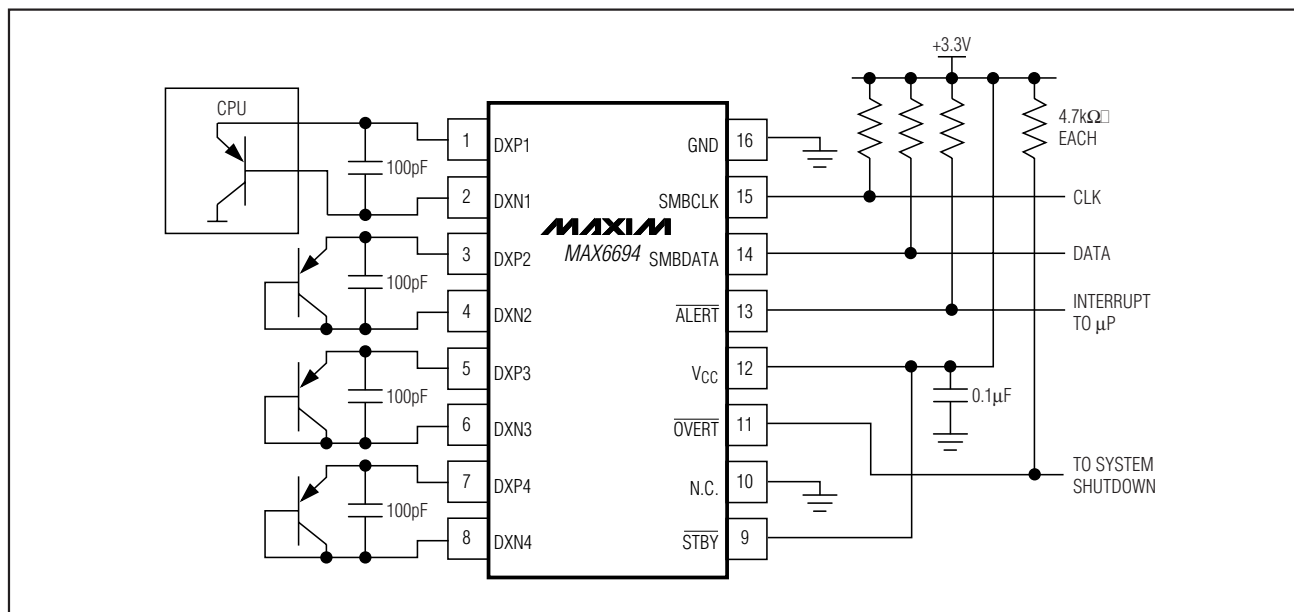 +3.3V
CPU
4.7kΩ
EACH
1
DXP1
GND
16
100pF
2
DXN1
SMBCLK
15
CLK
MAXIM
MAX6694
3
DXP2
SMBDATA
14
DATA
100pF
4
DXN2
ALERT
13
INTERRUPT
TO μP
5
DXP3
VCC
12
100pF
0.1μF
6
DXN3
OVERT
11
7
DXP4
N.C.
10
TO SYSTEM
SHUTDOWN
100pF
8
DXN4
STBY
9